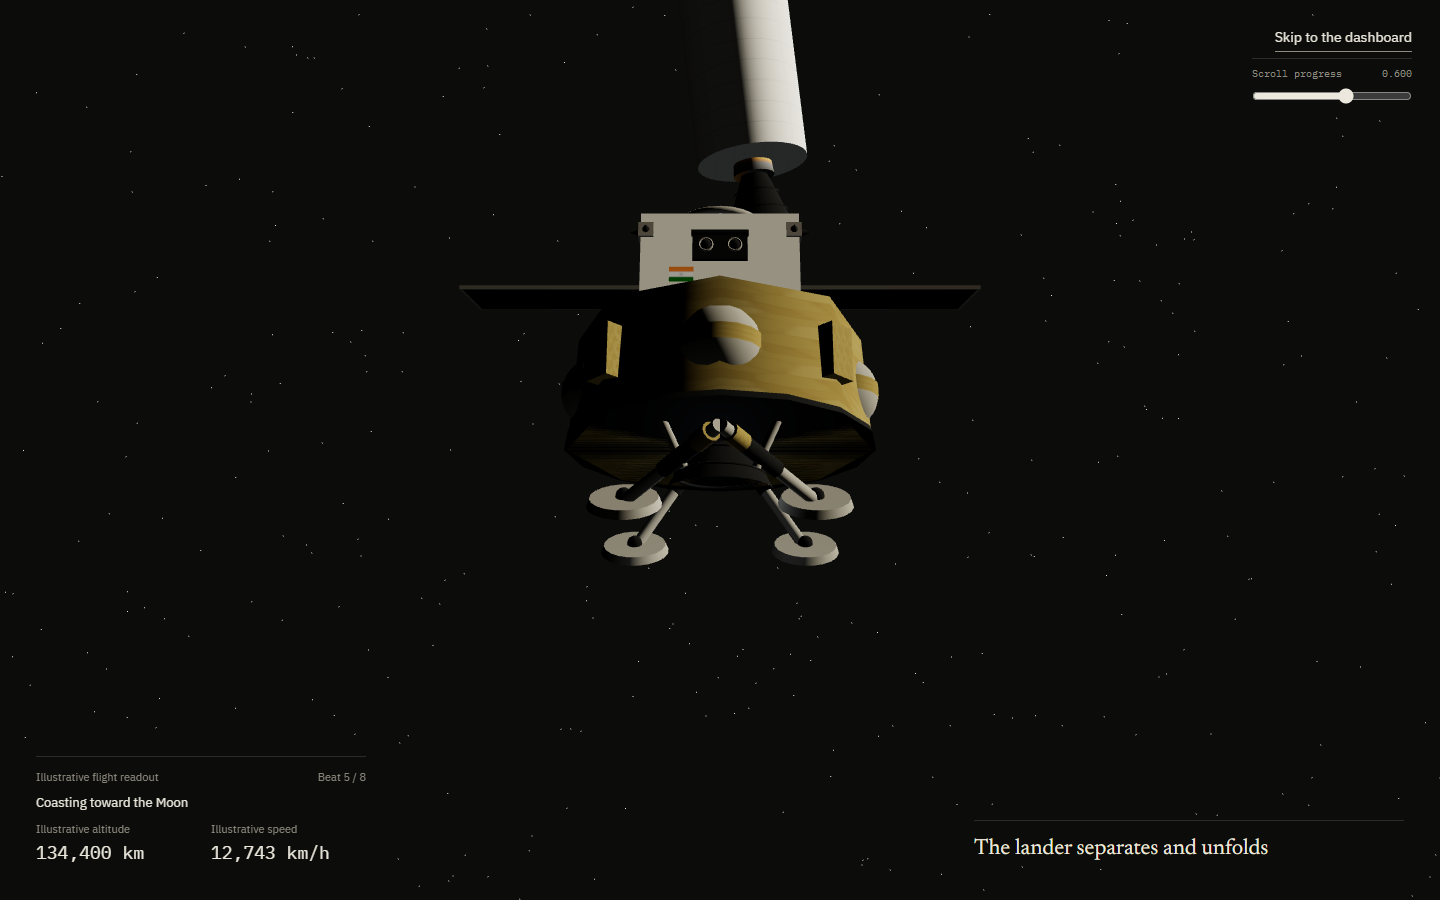 Skip to the dashboard
Scroll progress 0.600
Illustrative flight readout Beat 5 / 8
Coasting toward the Moon
Illustrative altitude Illustrative speed
134,400 km 12,743 km/h
The lander separates and unfolds